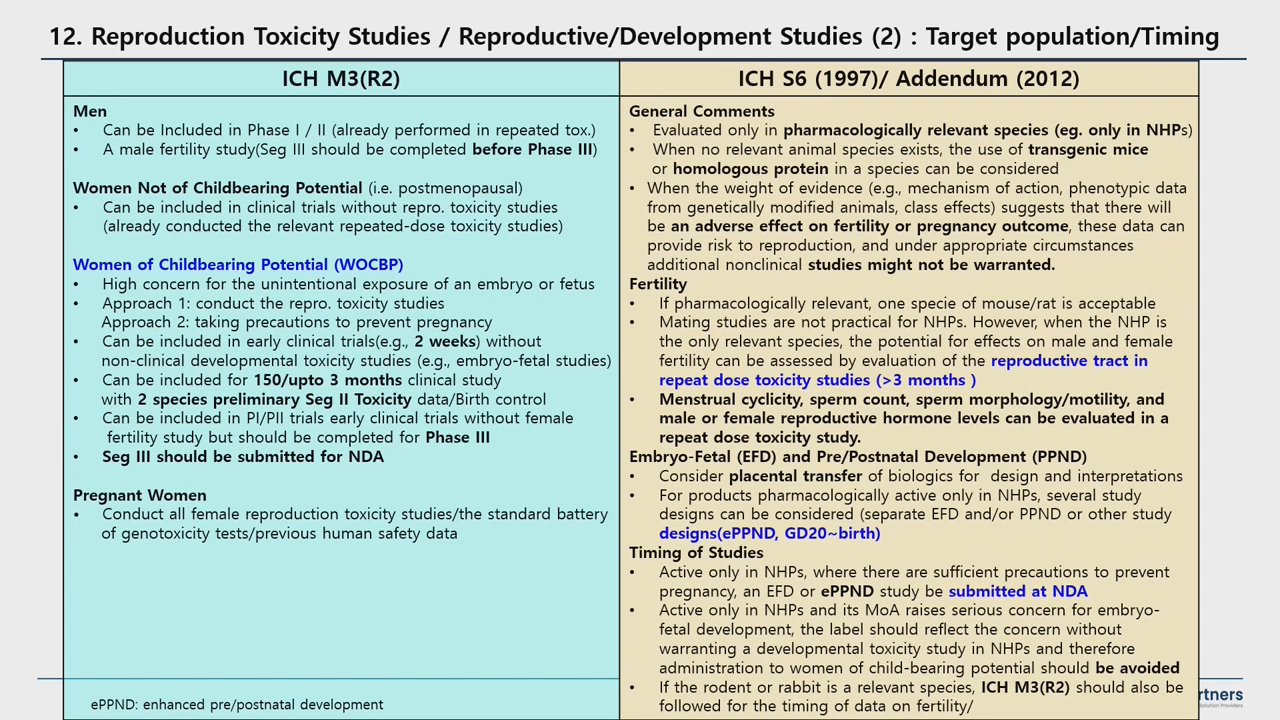 12. Reproduction Toxicity Studies / Reproductive/Development Studies (2) : Target population/Timing
ICH M3(R2)
Men
• Can be Included in Phase I / II (already performed in repeated tox.)
• A male fertility study(Seg III should be completed before Phase III)
Women Not of Childbearing Potential (i.e. postmenopausal)
• Can be included in clinical trials without repro. toxicity studies
(already conducted the relevant repeated-dose toxicity studies)
Women of Childbearing Potential (WOCBP)
• High concern for the unintentional exposure of an embryo or fetus
• Approach 1: conduct the repro. toxicity studies
Approach 2: taking precautions to prevent pregnancy
• Can be included in early clinical trials(e.g., 2 weeks) without
non-clinical developmental toxicity studies (e.g., embryo-fetal studies)
• Can be included for 150/upto 3 months clinical study
with 2 species preliminary Seg II Toxicity data/Birth control
• Can be included in PI/PII trials early clinical trials without female
fertility study but should be completed for Phase III
• Seg III should be submitted for NDA
Pregnant Women
• Conduct all female reproduction toxicity studies/the standard battery
of genotoxicity tests/previous human safety data
ePPND: enhanced pre/postnatal development
ICH S6 (1997)/ Addendum (2012)
General Comments
• Evaluated only in pharmacologically relevant species (eg. only in NHPs)
• When no relevant animal species exists, the use of transgenic mice
or homologous protein in a species can be considered
• When the weight of evidence (e.g., mechanism of action, phenotypic data
from genetically modified animals, class effects) suggests that there will
be an adverse effect on fertility or pregnancy outcome, these data can
provide risk to reproduction, and under appropriate circumstances
additional nonclinical studies might not be warranted.
Fertility
• If pharmacologically relevant, one specie of mouse/rat is acceptable
• Mating studies are not practical for NHPs. However, when the NHP is
the only relevant species, the potential for effects on male and female
fertility can be assessed by evaluation of the reproductive tract in
repeat dose toxicity studies (>3 months )
• Menstrual cyclicity, sperm count, sperm morphology/motility, and
male or female reproductive hormone levels can be evaluated in a
repeat dose toxicity study.
Embryo-Fetal (EFD) and Pre/Postnatal Development (PPND)
• Consider placental transfer of biologics for design and interpretations
• For products pharmacologically active only in NHPs, several study
designs can be considered (separate EFD and/or PPND or other study
designs(ePPND, GD20~birth)
Timing of Studies
• Active only in NHPs, where there are sufficient precautions to prevent
pregnancy, an EFD or ePPND study be submitted at NDA
• Active only in NHPs and its MoA raises serious concern for embryo-
fetal development, the label should reflect the concern without
warranting a developmental toxicity study in NHPs and therefore
administration to women of child-bearing potential should be avoided
• If the rodent or rabbit is a relevant species, ICH M3(R2) should also be
followed for the timing of data on fertility/